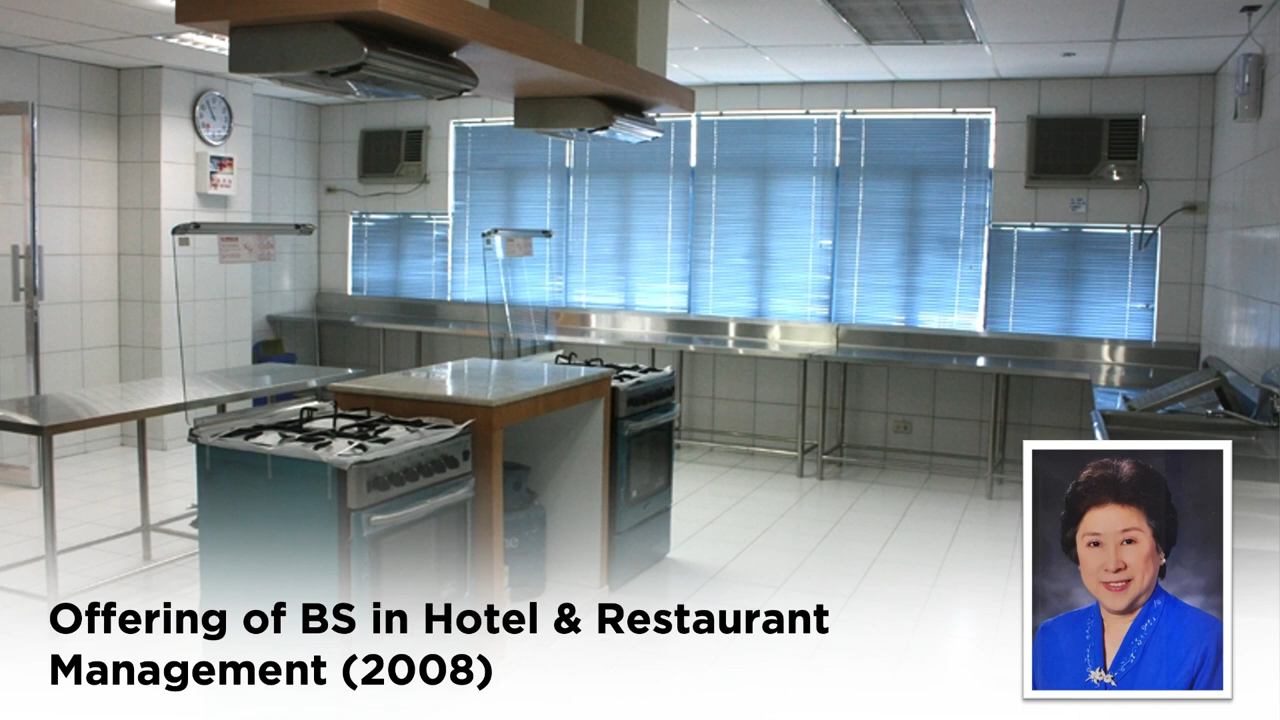 Offering of BS in Hotel & Restaurant
Management (2008)